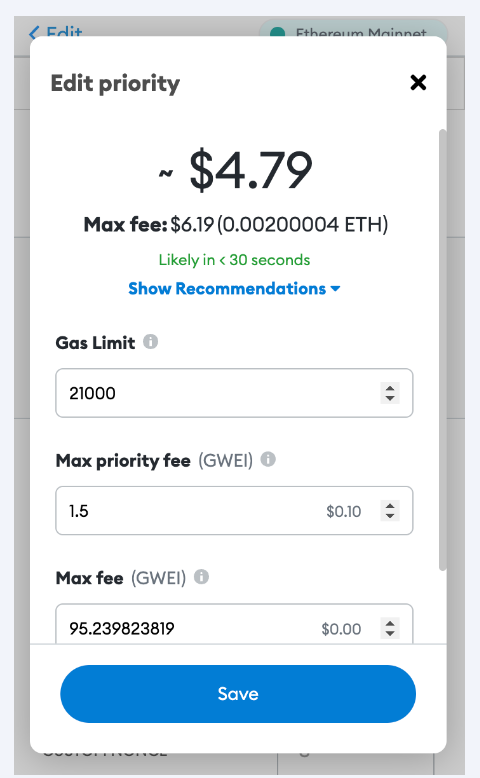 Edit
Ethereum Mainnet
Edit priority
~ $4.79
Max fee: $6.19 (0.00200004 ETH)
Likely in < 30 seconds
Show Recommendations
Gas Limit
21000
Max priority fee (GWEI)
1.5 $0.10
Max fee (GWEI)
95.239823819 $0.00
Save
CUSTOM NONCE